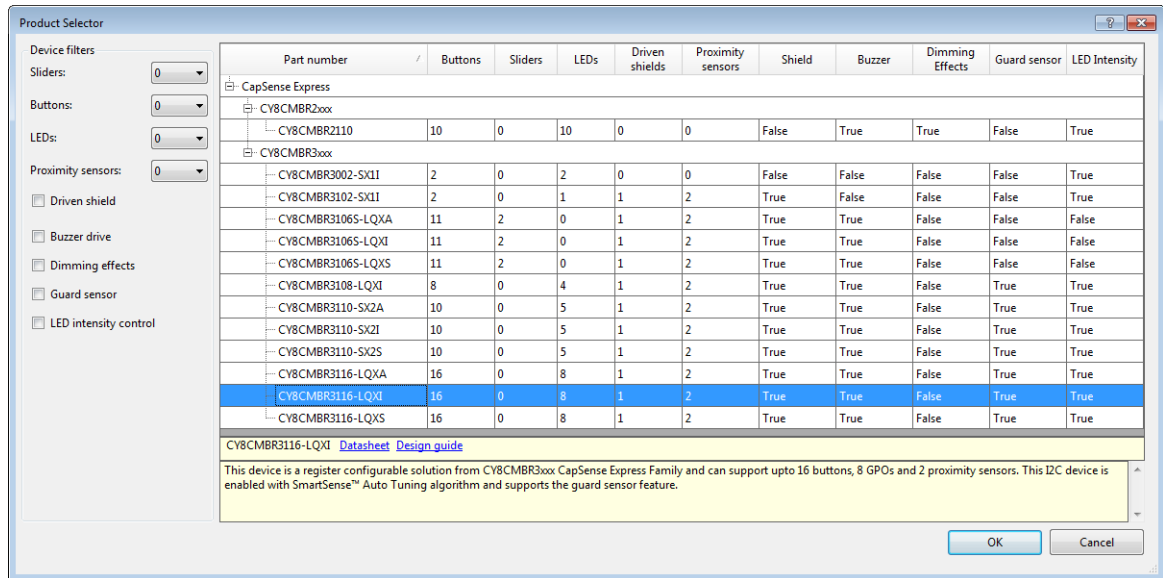 Product Selector
Device filters
Sliders: 0
Buttons: 0
LEDs: 0
Proximity sensors: 0
Driven shield
Buzzer drive
Dimming effects
Guard sensor
LED intensity control
Part number Buttons Sliders LEDs Driven shields Proximity sensors Shield Buzzer Dimming Effects Guard sensor LED Intensity
CapSense Express
CY8CMBR2xxx
CY8CMBR2110 10 0 10 0 0 False True True False True
CY8CMBR3xxx
CY8CMBR3002-SX1I 2 0 2 0 0 False False False False True
CY8CMBR3102-SX1I 2 0 1 1 2 True False False False True
CY8CMBR3106S-LQXA 11 2 0 1 2 True True False False False
CY8CMBR3106S-LQXI 11 2 0 1 2 True True False False False
CY8CMBR3106S-LQXS 11 2 0 1 2 True True False False False
CY8CMBR3108-LQXI 8 0 4 1 2 True True False True True
CY8CMBR3110-SX2A 10 0 5 1 2 True True False True True
CY8CMBR3110-SX2I 10 0 5 1 2 True True False True True
CY8CMBR3110-SX2S 10 0 5 1 2 True True False True True
CY8CMBR3116-LQXA 16 0 8 1 2 True True False True True
CY8CMBR3116-LQXI 16 0 8 1 2 True True False True True
CY8CMBR3116-LQXS 16 0 8 1 2 True True False True True
CY8CMBR3116-LQXI Datasheet Design guide
This device is a register configurable solution from CY8CMBR3xxx CapSense Express Family and can support upto 16 buttons, 8 GPOs and 2 proximity sensors. This I2C device is
enabled with SmartSense™ Auto Tuning algorithm and supports the guard sensor feature.
OK Cancel